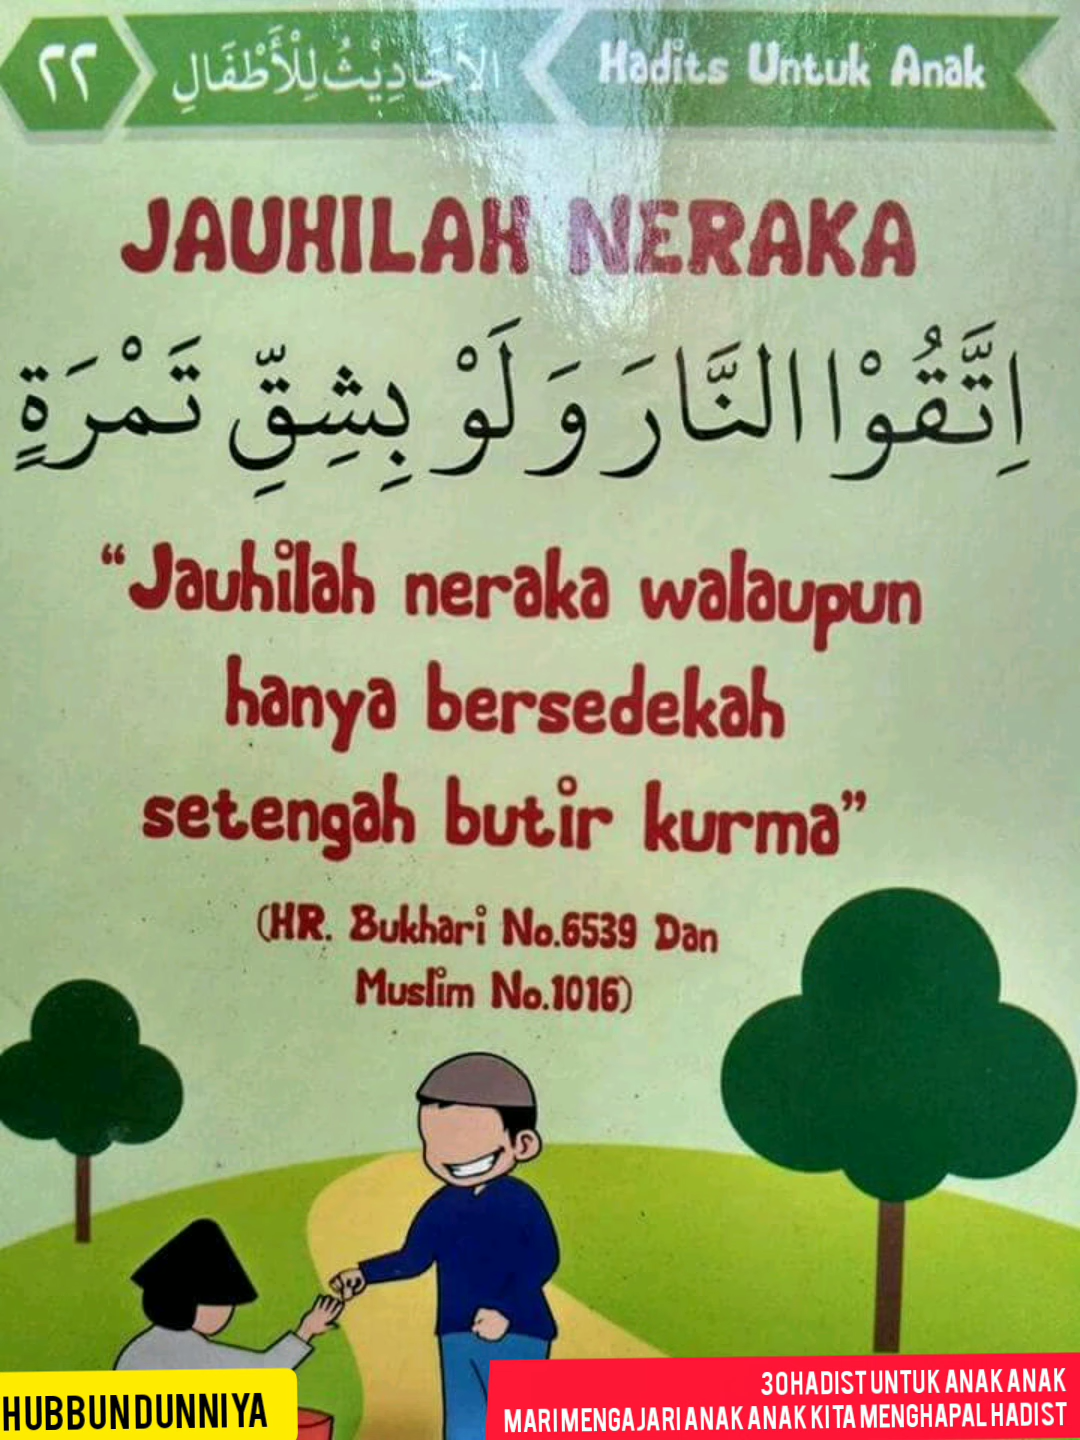 ٢٢
الأَحَادِيْثُ لِلْأَطْفَالِ
Hadits Untuk Anak
JAUHILAH NERAKA
اِتَّقُوْا النَّارَ وَلَوْ بِشِقِّ تَمْرَةٍ
“Jauhilah neraka walaupun
hanya bersedekah
setengah butir kurma”
(HR. Bukhari No.6539 Dan
Muslim No.1016)
HUBBUN DUNNIYA
30 HADIST UNTUK ANAK ANAK
MARI MENGAJARI ANAK ANAK KITA MENGHAPAL HADIST